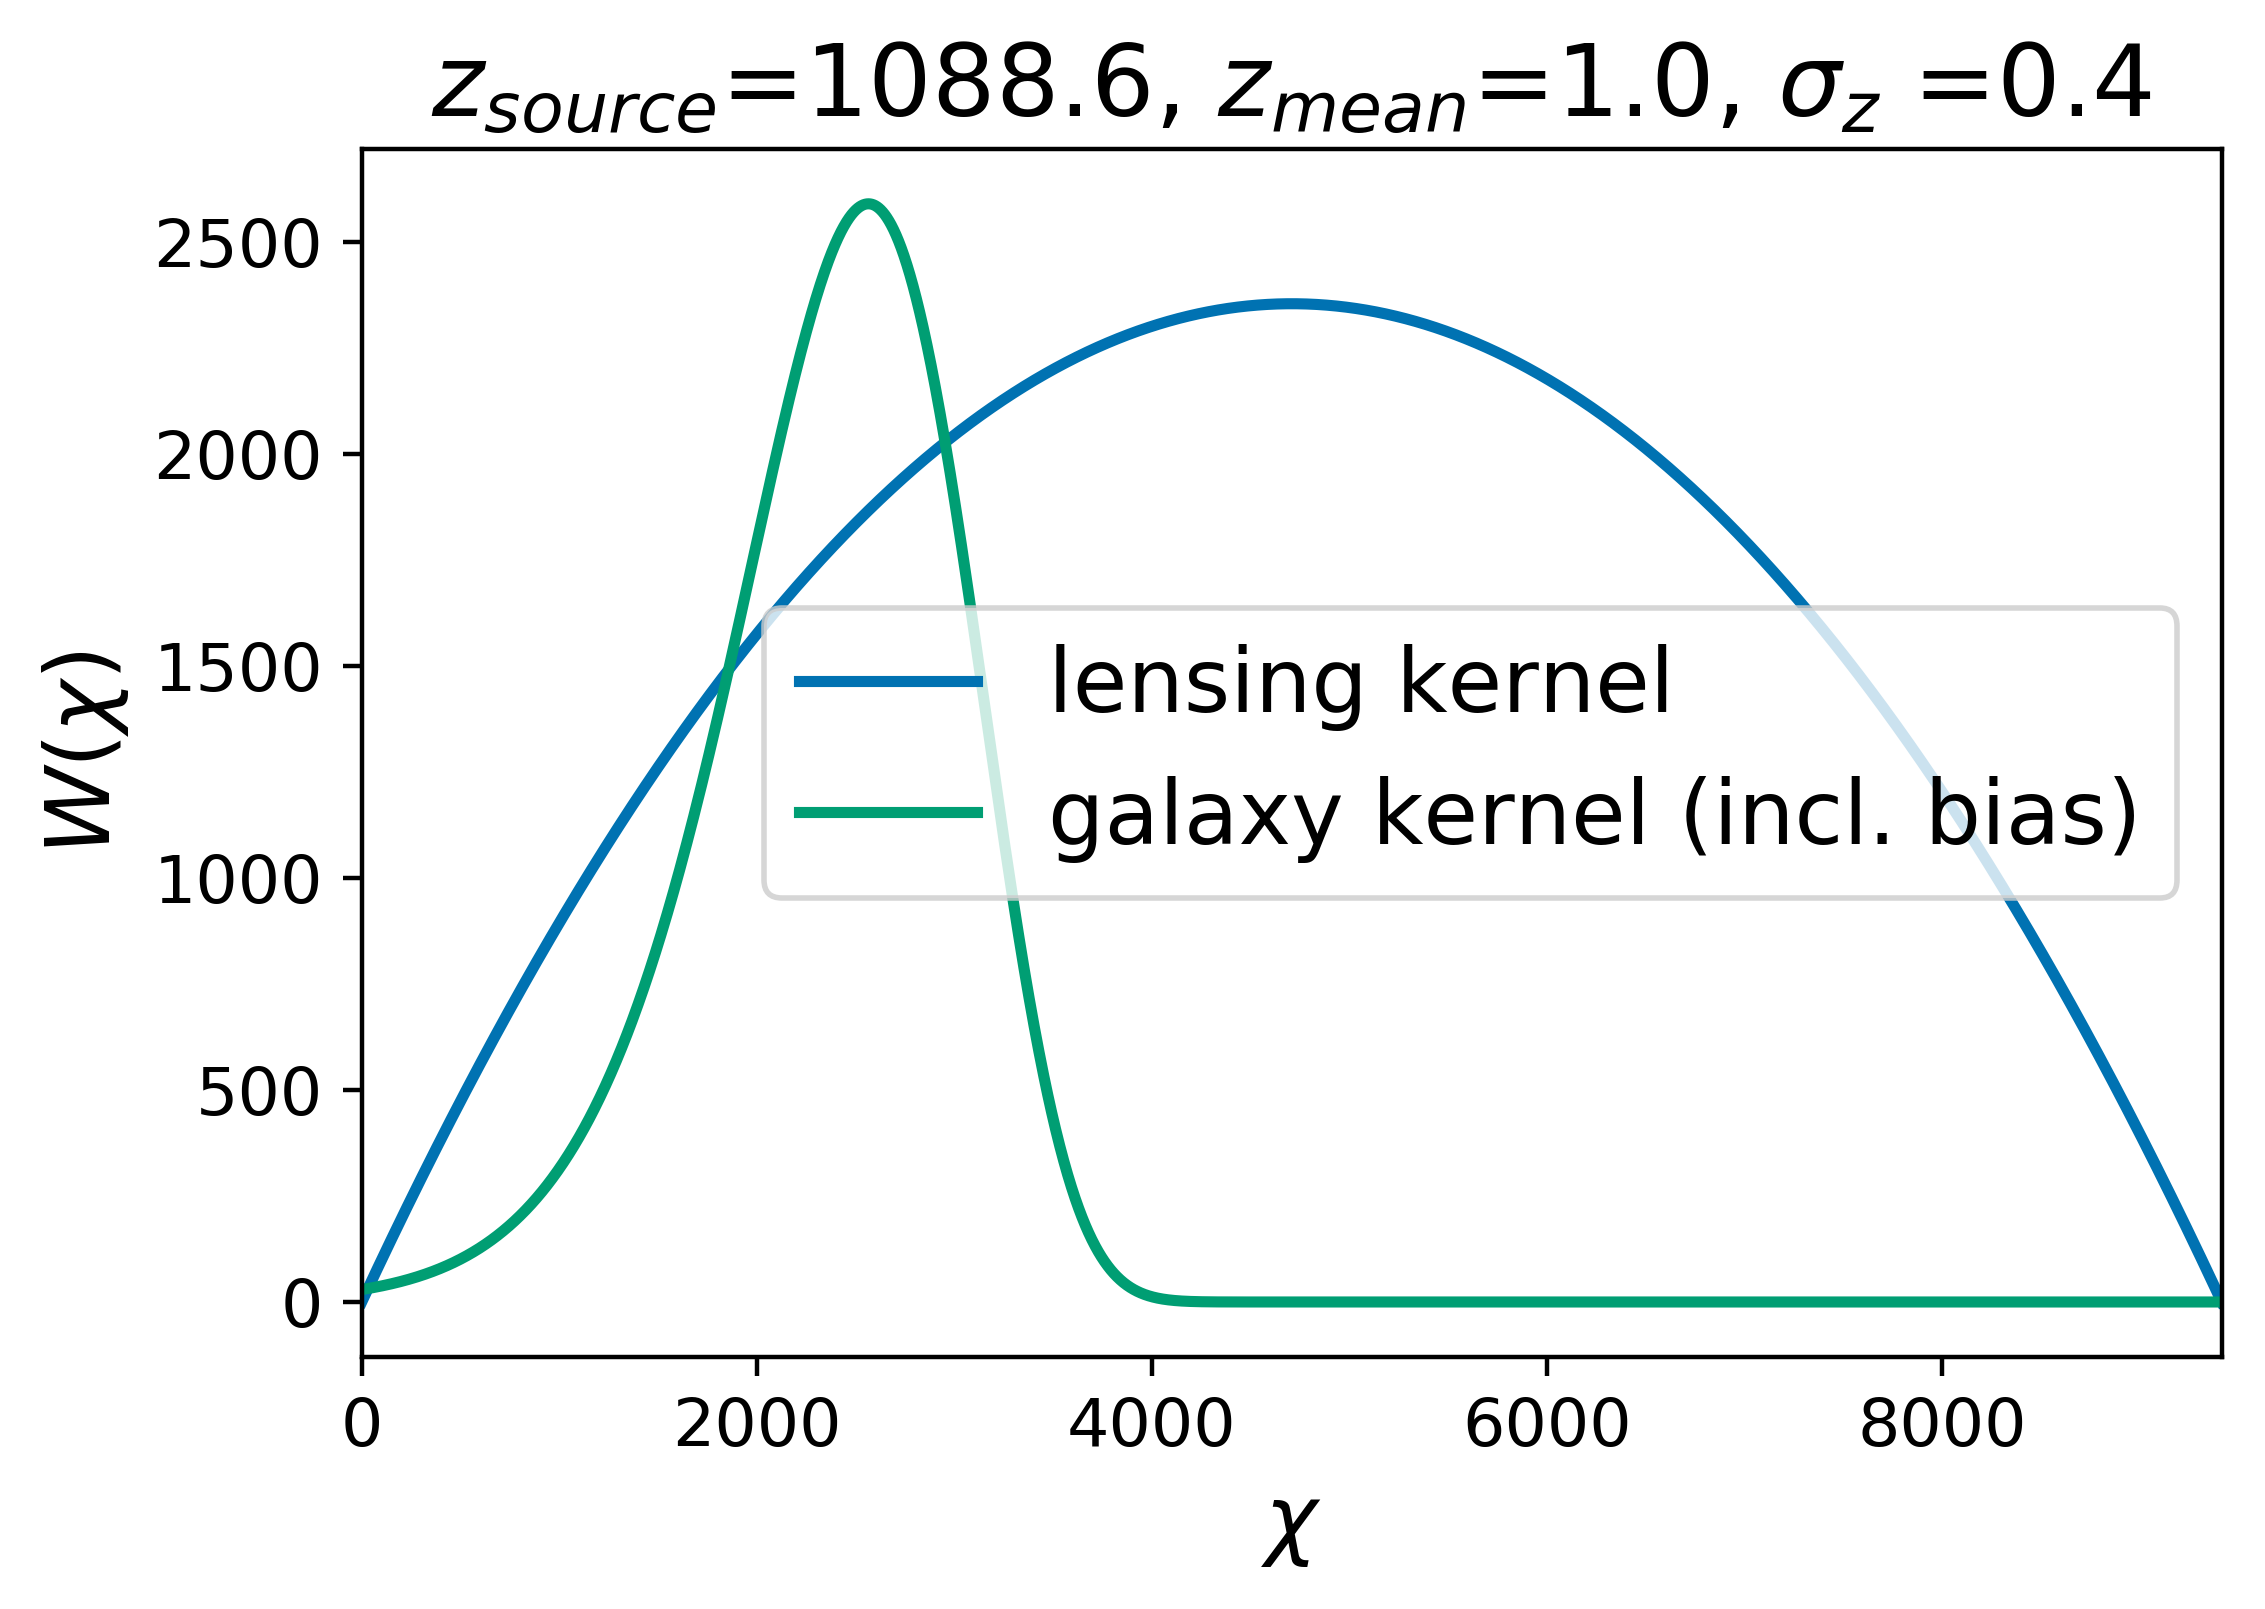 z_source=1088.6, z_mean=1.0, σ_z =0.4
W(χ)
2500
2000
1500
1000
500
0
lensing kernel
galaxy kernel (incl. bias)
0 2000 4000 6000 8000
χ